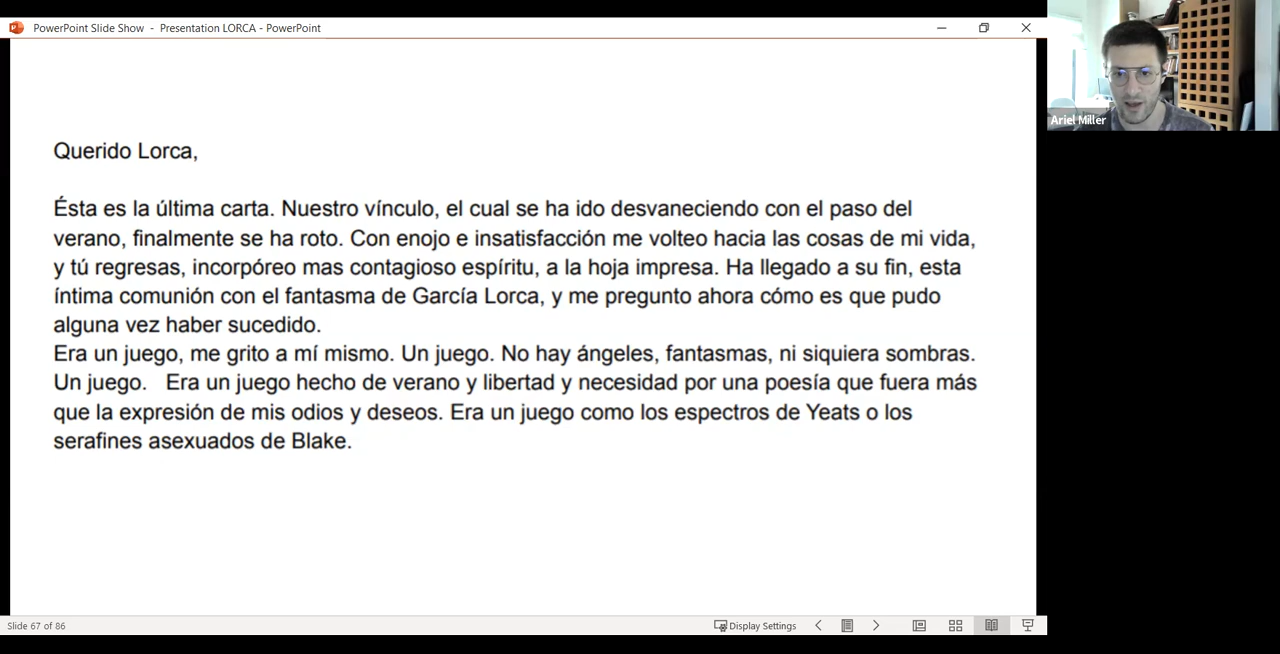 PowerPoint Slide Show - Presentation LORCA - PowerPoint
Ariel Miller
Querido Lorca,
Ésta es la última carta. Nuestro vínculo, el cual se ha ido desvaneciendo con el paso del
verano, finalmente se ha roto. Con enojo e insatisfacción me volteo hacia las cosas de mi vida,
y tú regresas, incorpóreo mas contagioso espíritu, a la hoja impresa. Ha llegado a su fin, esta
íntima comunión con el fantasma de García Lorca, y me pregunto ahora cómo es que pudo
alguna vez haber sucedido.
Era un juego, me grito a mí mismo. Un juego. No hay ángeles, fantasmas, ni siquiera sombras.
Un juego. Era un juego hecho de verano y libertad y necesidad por una poesía que fuera más
que la expresión de mis odios y deseos. Era un juego como los espectros de Yeats o los
serafines asexuados de Blake.
Slide 67 of 86
Display Settings